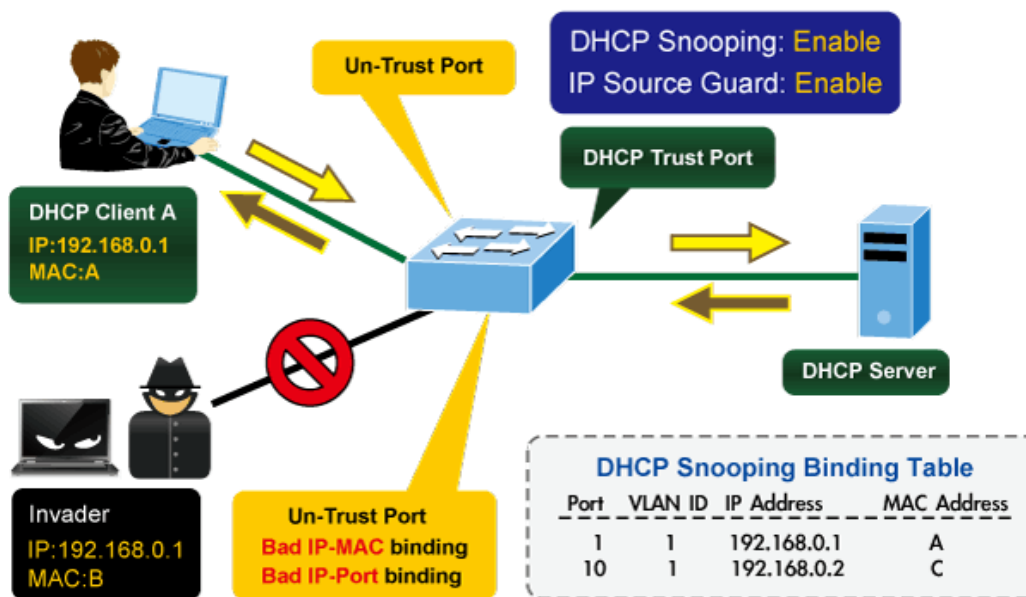 Un-Trust Port
DHCP Snooping: Enable
IP Source Guard: Enable
DHCP Trust Port
DHCP Client A
IP:192.168.0.1
MAC:A
DHCP Server
Invader
IP:192.168.0.1
MAC:B
Un-Trust Port
Bad IP-MAC binding
Bad IP-Port binding
DHCP Snooping Binding Table
Port VLAN ID IP Address MAC Address
1 1 192.168.0.1 A
10 1 192.168.0.2 C